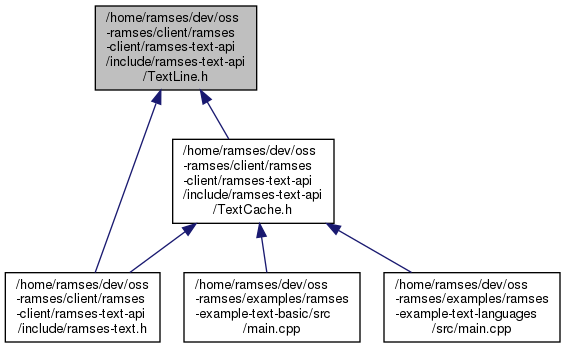 /home/ramses/dev/oss
-ramses/client/ramses
-client/ramses-text-api
/include/ramses-text-api
/TextLine.h
/home/ramses/dev/oss
-ramses/client/ramses
-client/ramses-text-api
/include/ramses-text-api
/TextCache.h
/home/ramses/dev/oss
-ramses/client/ramses
-client/ramses-text-api
/include/ramses-text.h
/home/ramses/dev/oss
-ramses/examples/ramses
-example-text-basic/src
/main.cpp
/home/ramses/dev/oss
-ramses/examples/ramses
-example-text-languages
/src/main.cpp